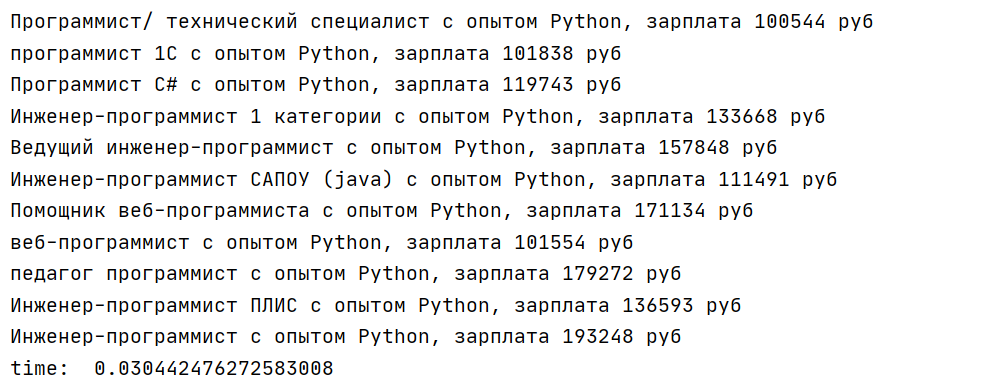 Программист/ технический специалист с опытом Python, зарплата 100544 руб
программист 1С с опытом Python, зарплата 101838 руб
Программист C# с опытом Python, зарплата 119743 руб
Инженер-программист 1 категории с опытом Python, зарплата 133668 руб
Ведущий инженер-программист с опытом Python, зарплата 157848 руб
Инженер-программист САПОУ (java) с опытом Python, зарплата 111491 руб
Помощник веб-программиста с опытом Python, зарплата 171134 руб
веб-программист с опытом Python, зарплата 101554 руб
педагог программист с опытом Python, зарплата 179272 руб
Инженер-программист ПЛИС с опытом Python, зарплата 136593 руб
Инженер-программист с опытом Python, зарплата 193248 руб
time:  0.030442476272583008